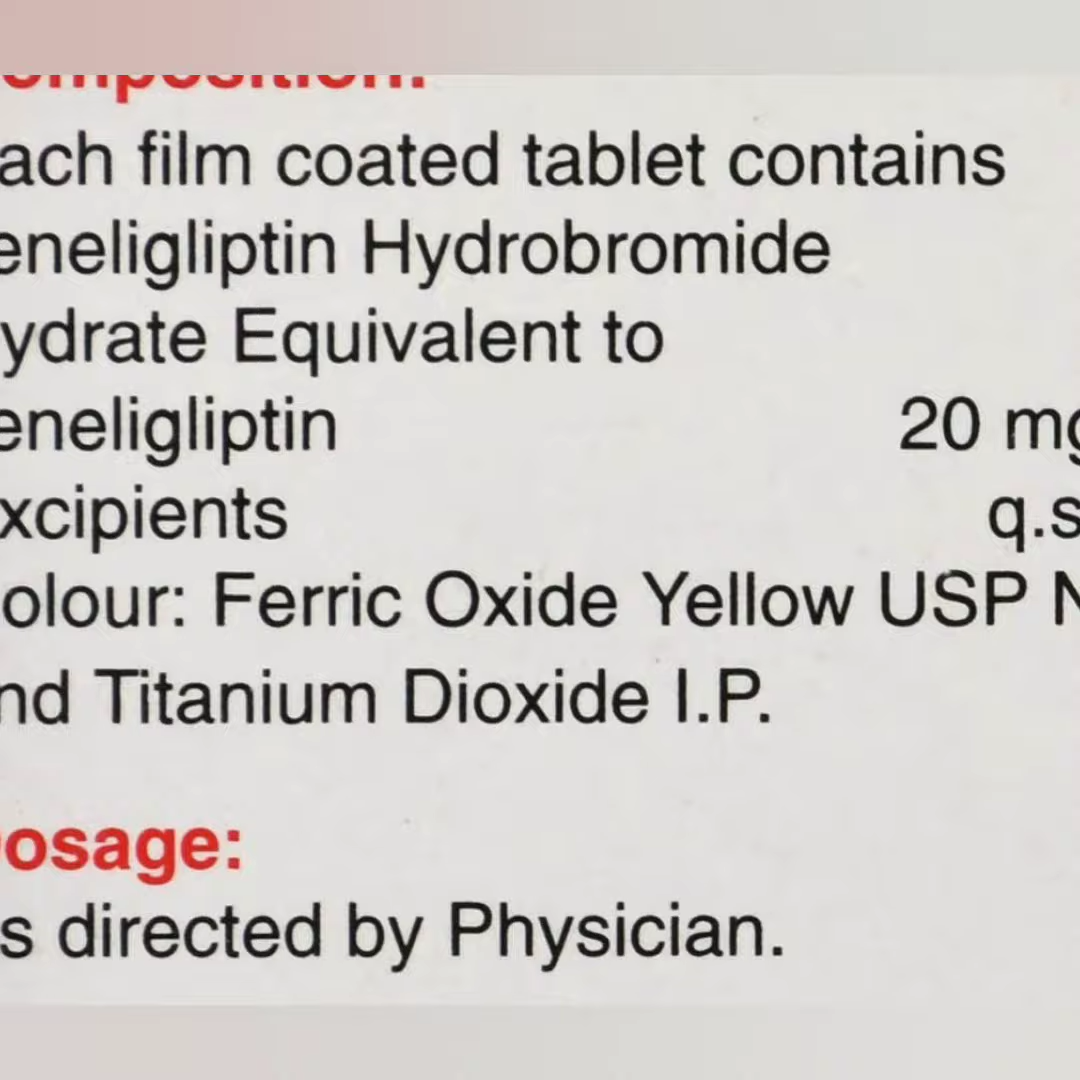 omposition:
ach film coated tablet contains
eneligliptin Hydrobromide
ydrate Equivalent to
eneligliptin 20 mg
xcipients q.s
olour: Ferric Oxide Yellow USP N
nd Titanium Dioxide I.P.
osage:
s directed by Physician.